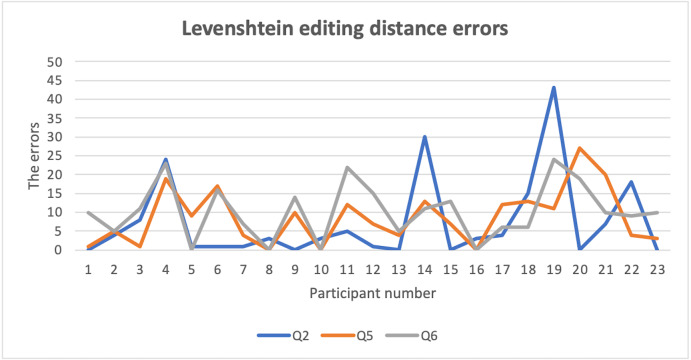 Levenshtein editing distance errors
50
45
40
35
30
25
20
15
10
5
0
The errors
1 2 3 4 5 6 7 8 9 10 11 12 13 14 15 16 17 18 19 20 21 22 23
Participant number
Q2 Q5 Q6